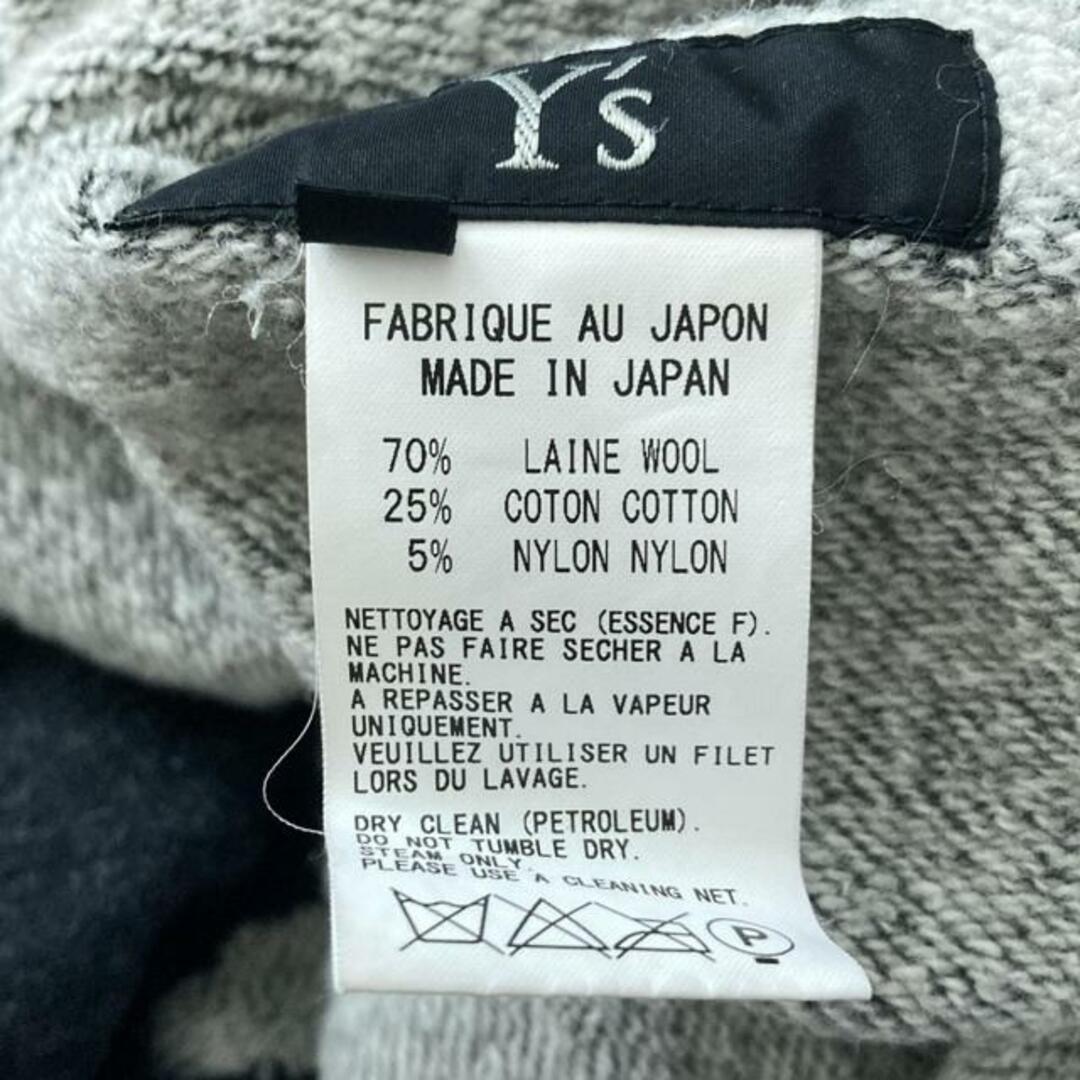 Y's
FABRIQUE AU JAPON
MADE IN JAPAN
70% LAINE WOOL
25% COTON COTTON
5% NYLON NYLON
NETTOYAGE A SEC (ESSENCE F).
NE PAS FAIRE SECHER A LA
MACHINE.
A REPASSER A LA VAPEUR
UNIQUEMENT.
VEUILLEZ UTILISER UN FILET
LORS DU LAVAGE.
DRY CLEAN (PETROLEUM).
DO NOT TUMBLE DRY.
STEAM ONLY.
PLEASE USE A CLEANING NET.
P